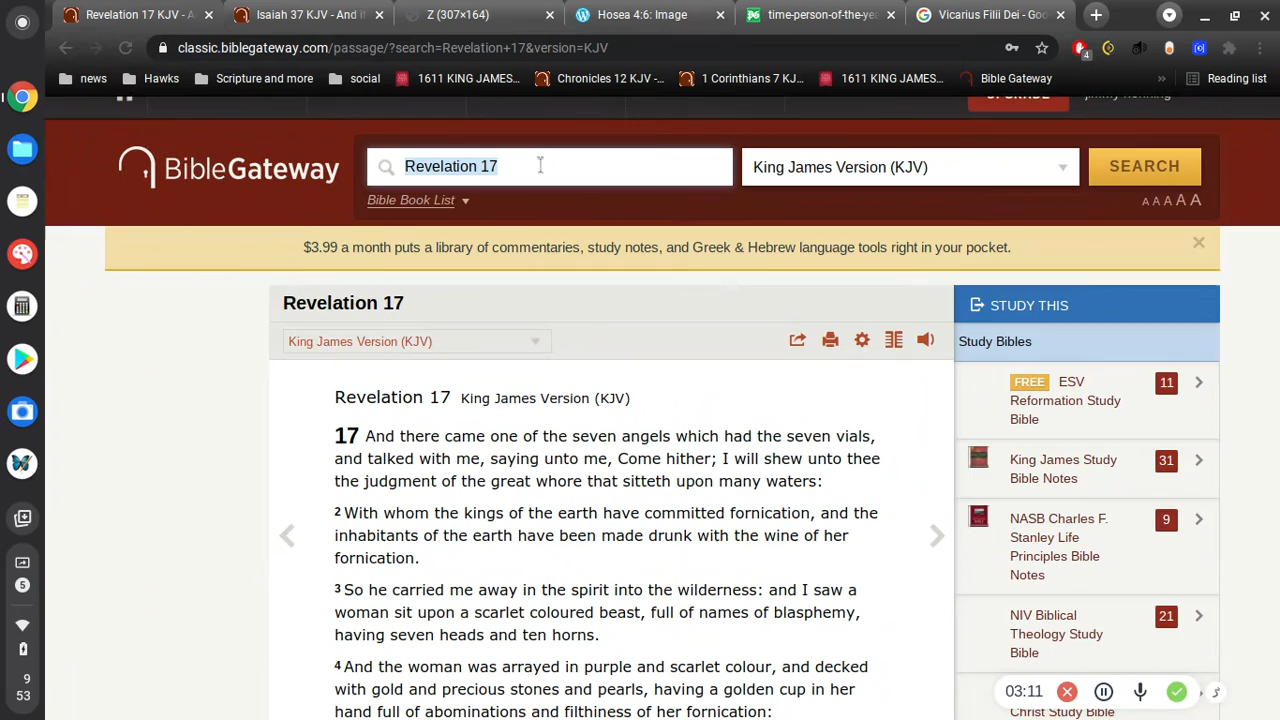 Revelation 17 KJV - A
Isaiah 37 KJV - And it
Z (307×164)
Hosea 4:6: Image
time-person-of-the-ye
Vicarius Filii Dei - Goo
classic.biblegateway.com/passage/?search=Revelation+17&version=KJV
4
news
Hawks
Scripture and more
social
1611 KING JAMES...
Chronicles 12 KJV -...
1 Corinthians 7 KJ...
1611 KING JAMES...
Bible Gateway
»
Reading list
UPGRADE
BibleGateway
Revelation 17
King James Version (KJV)
SEARCH
Bible Book List
A A A A A
$3.99 a month puts a library of commentaries, study notes, and Greek & Hebrew language tools right in your pocket.
Revelation 17
King James Version (KJV)
Revelation 17 King James Version (KJV)
17 And there came one of the seven angels which had the seven vials,
and talked with me, saying unto me, Come hither; I will shew unto thee
the judgment of the great whore that sitteth upon many waters:
2 With whom the kings of the earth have committed fornication, and the
inhabitants of the earth have been made drunk with the wine of her
fornication.
3 So he carried me away in the spirit into the wilderness: and I saw a
woman sit upon a scarlet coloured beast, full of names of blasphemy,
having seven heads and ten horns.
4 And the woman was arrayed in purple and scarlet colour, and decked
with gold and precious stones and pearls, having a golden cup in her
hand full of abominations and filthiness of her fornication:
STUDY THIS
Study Bibles
FREE ESV
Reformation Study
Bible
11
King James Study
Bible Notes
31
NASB Charles F.
Stanley Life
Principles Bible
Notes
9
NIV Biblical
Theology Study
Bible
21
03:11
Christ Study Bible
5
9
53